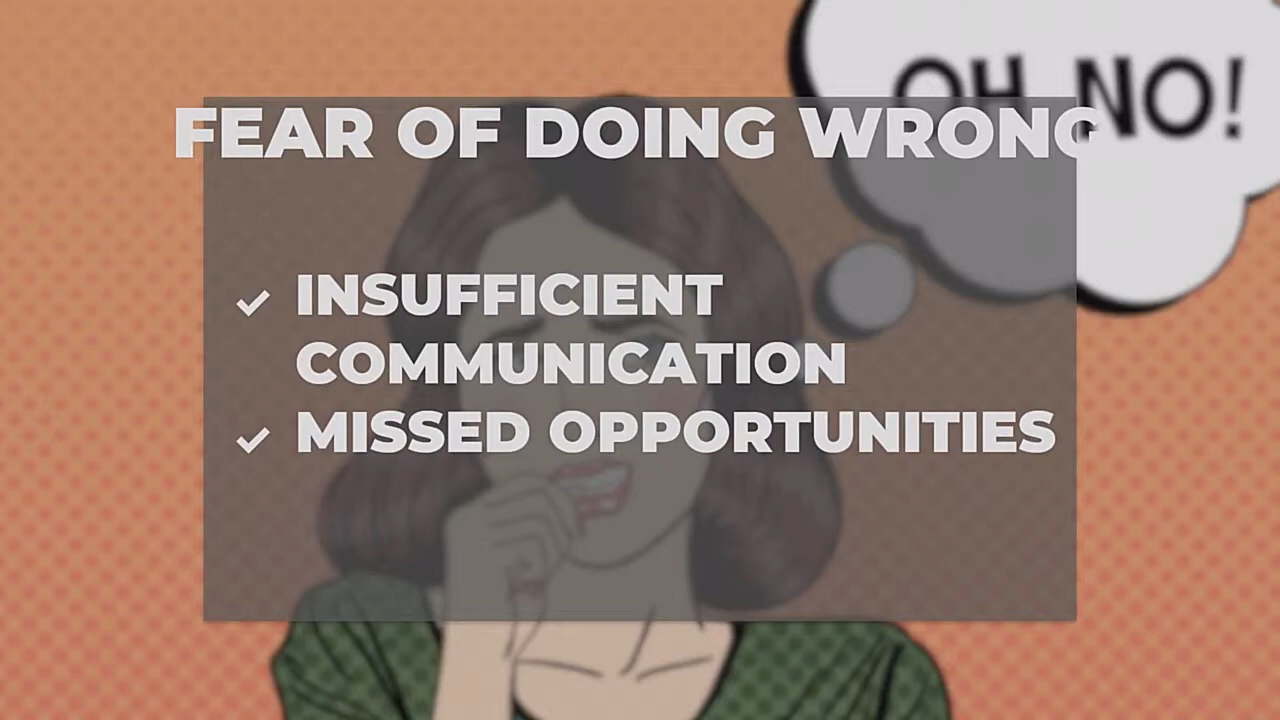 OH NO!
FEAR OF DOING WRONG
✓ INSUFFICIENT
COMMUNICATION
✓ MISSED OPPORTUNITIES